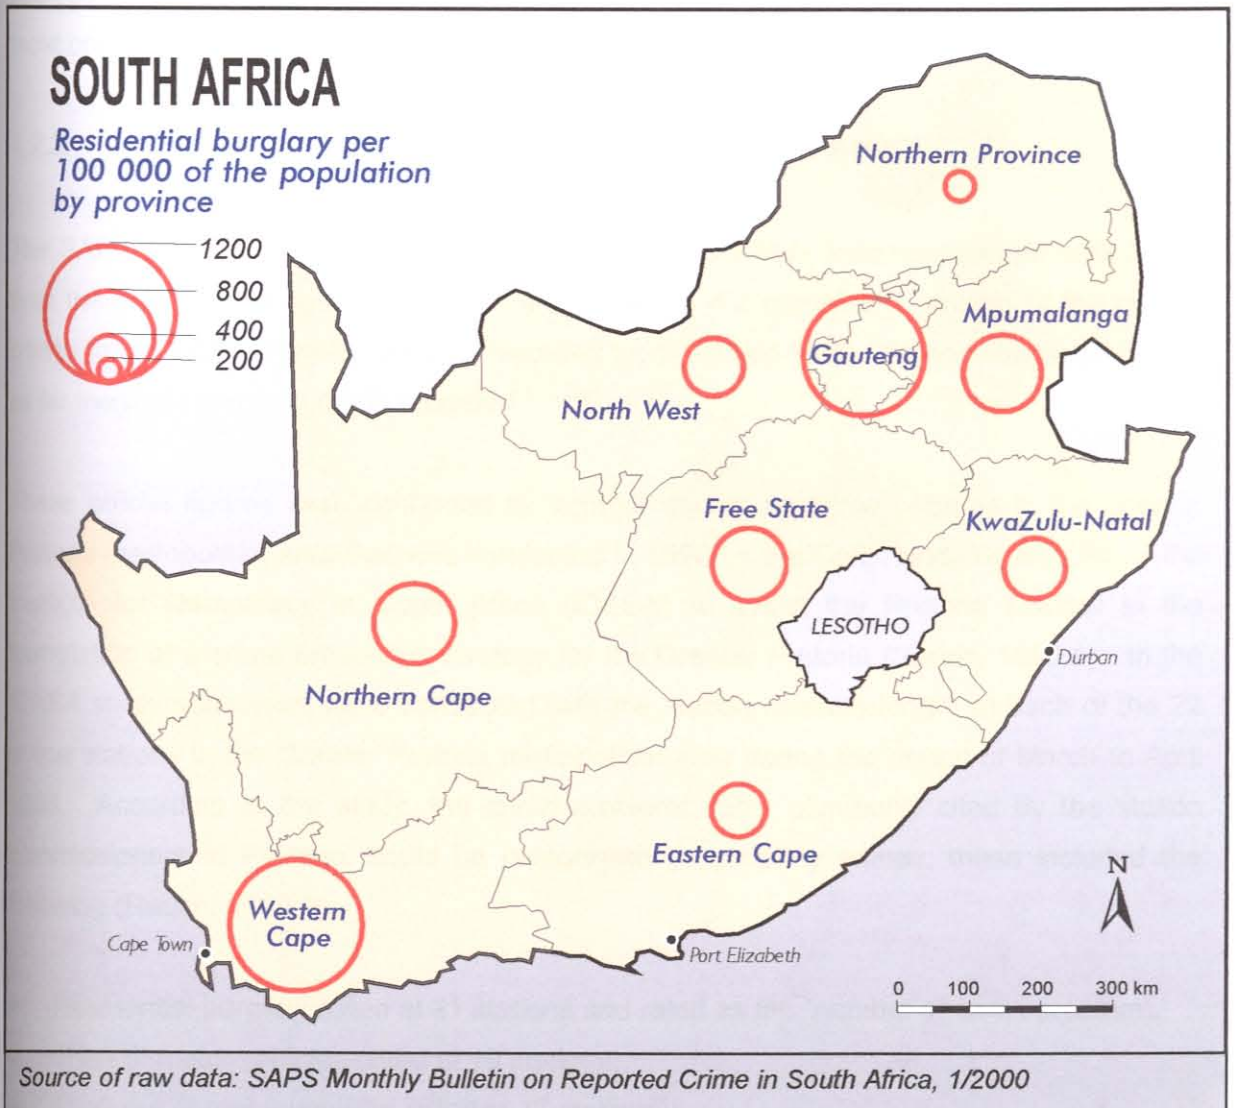 SOUTH AFRICA
Residential burglary per
100 000 of the population
by province
1200
800
400
200
Northern Province
Mpumalanga
Gauteng
North West
Free State
KwaZulu-Natal
LESOTHO
Durban
Northern Cape
Eastern Cape
Western
Cape
Cape Town
Port Elizabeth
N
0 100 200 300 km
Source of raw data: SAPS Monthly Bulletin on Reported Crime in South Africa, 1/2000